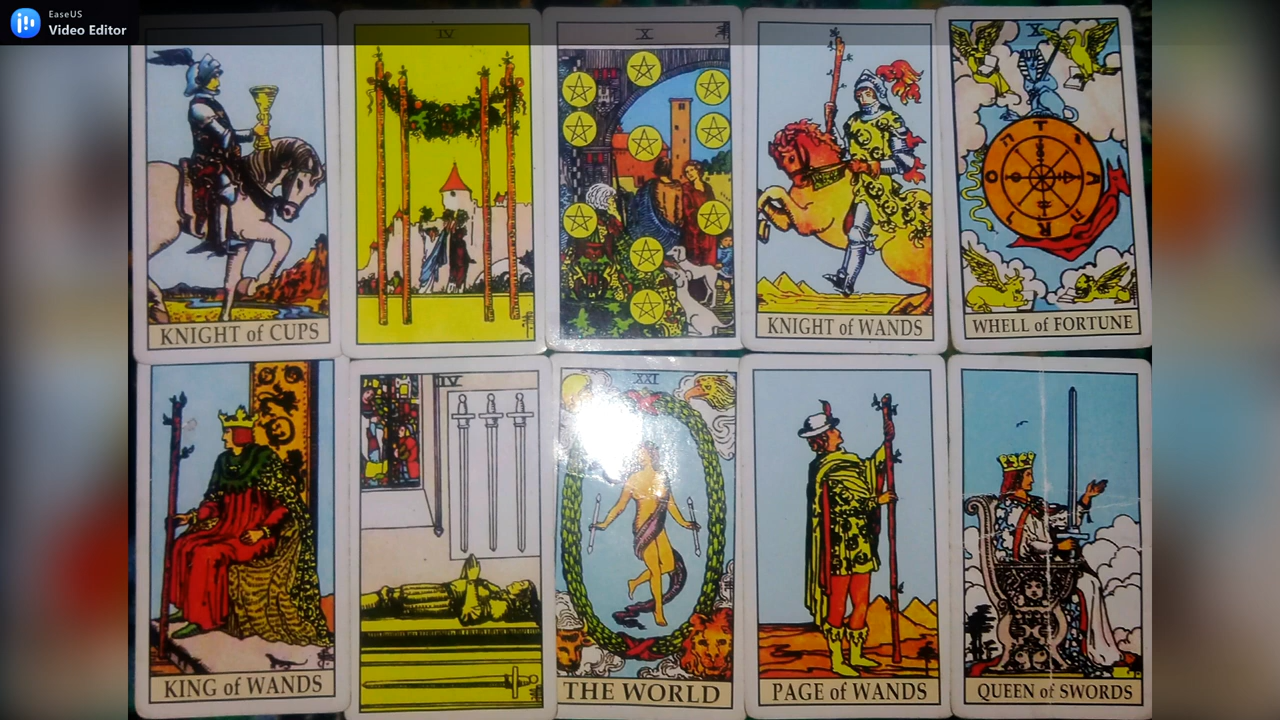 EaseUS
Video Editor
IV
X
X
KNIGHT of CUPS
KNIGHT of WANDS
WHELL of FORTUNE
IV
XXI
KING of WANDS
THE WORLD
PAGE of WANDS
QUEEN of SWORDS